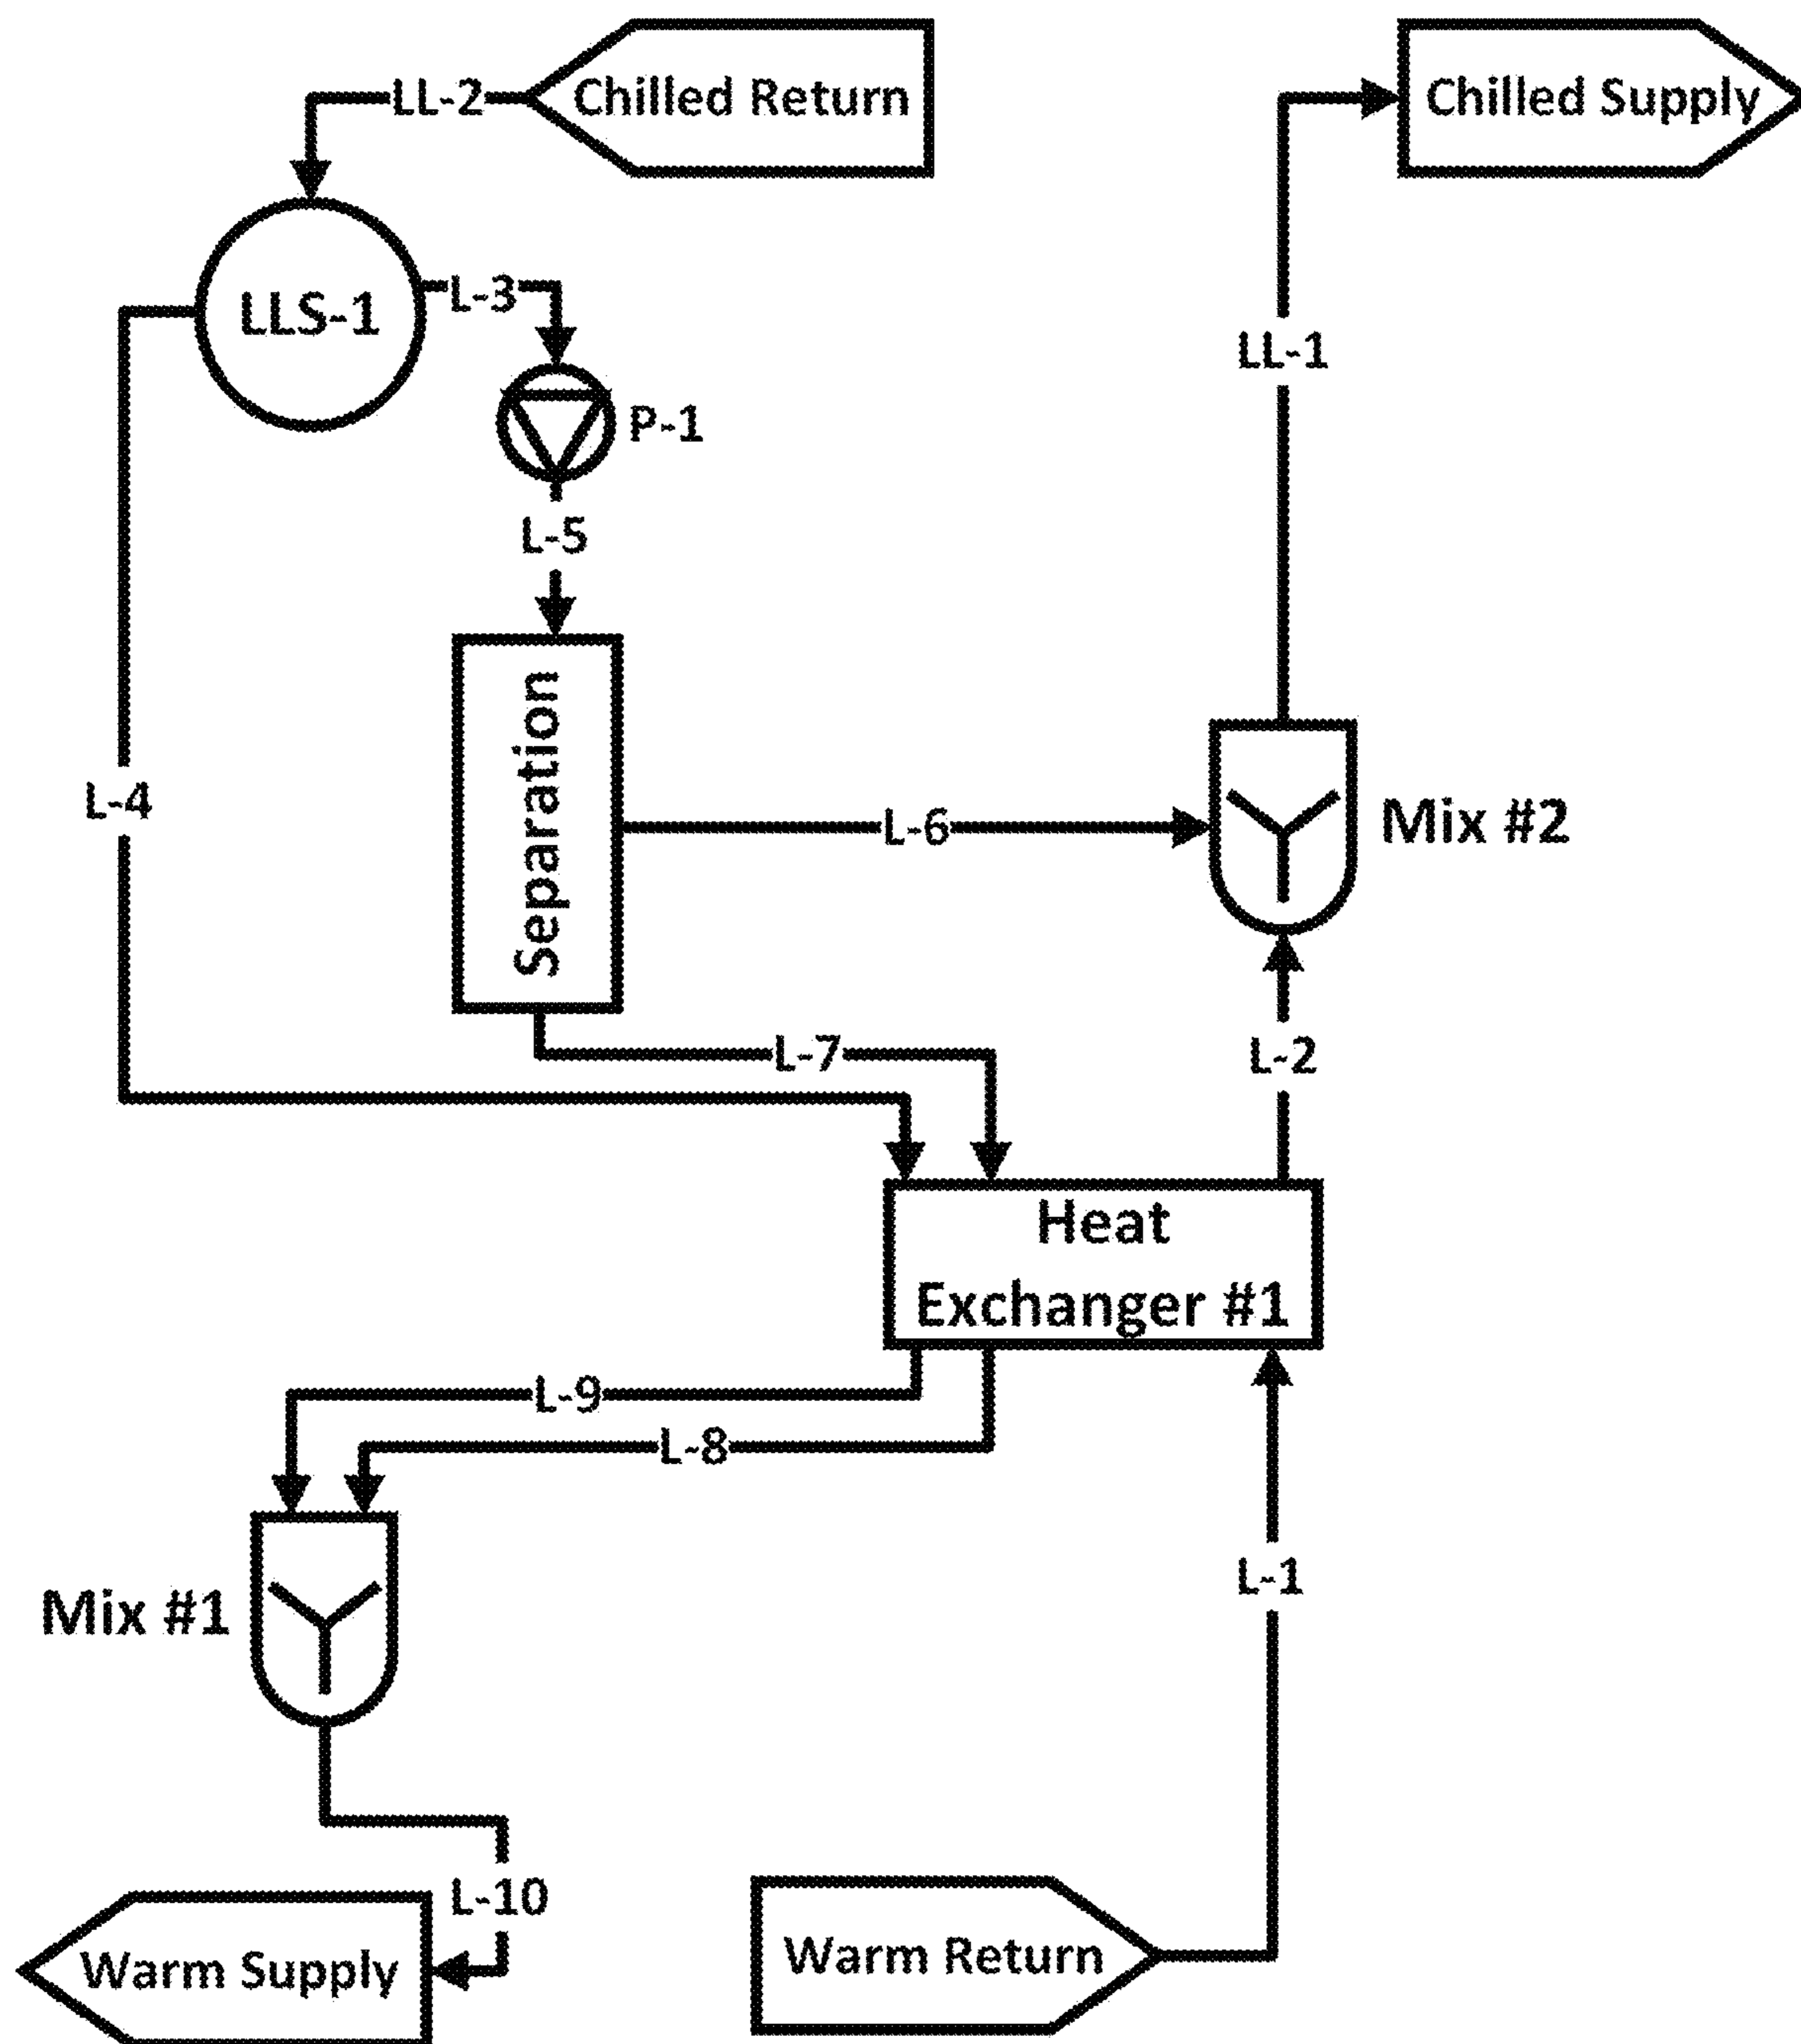 Chilled Return
Chilled Supply
LL-2
LLS-1
L-3
LL-1
P-1
L-5
Separation
L-4
L-6
Mix #2
L-7
L-2
Heat
Exchanger #1
L-9
L-8
L-1
Mix #1
L-10
Warm Supply
Warm Return